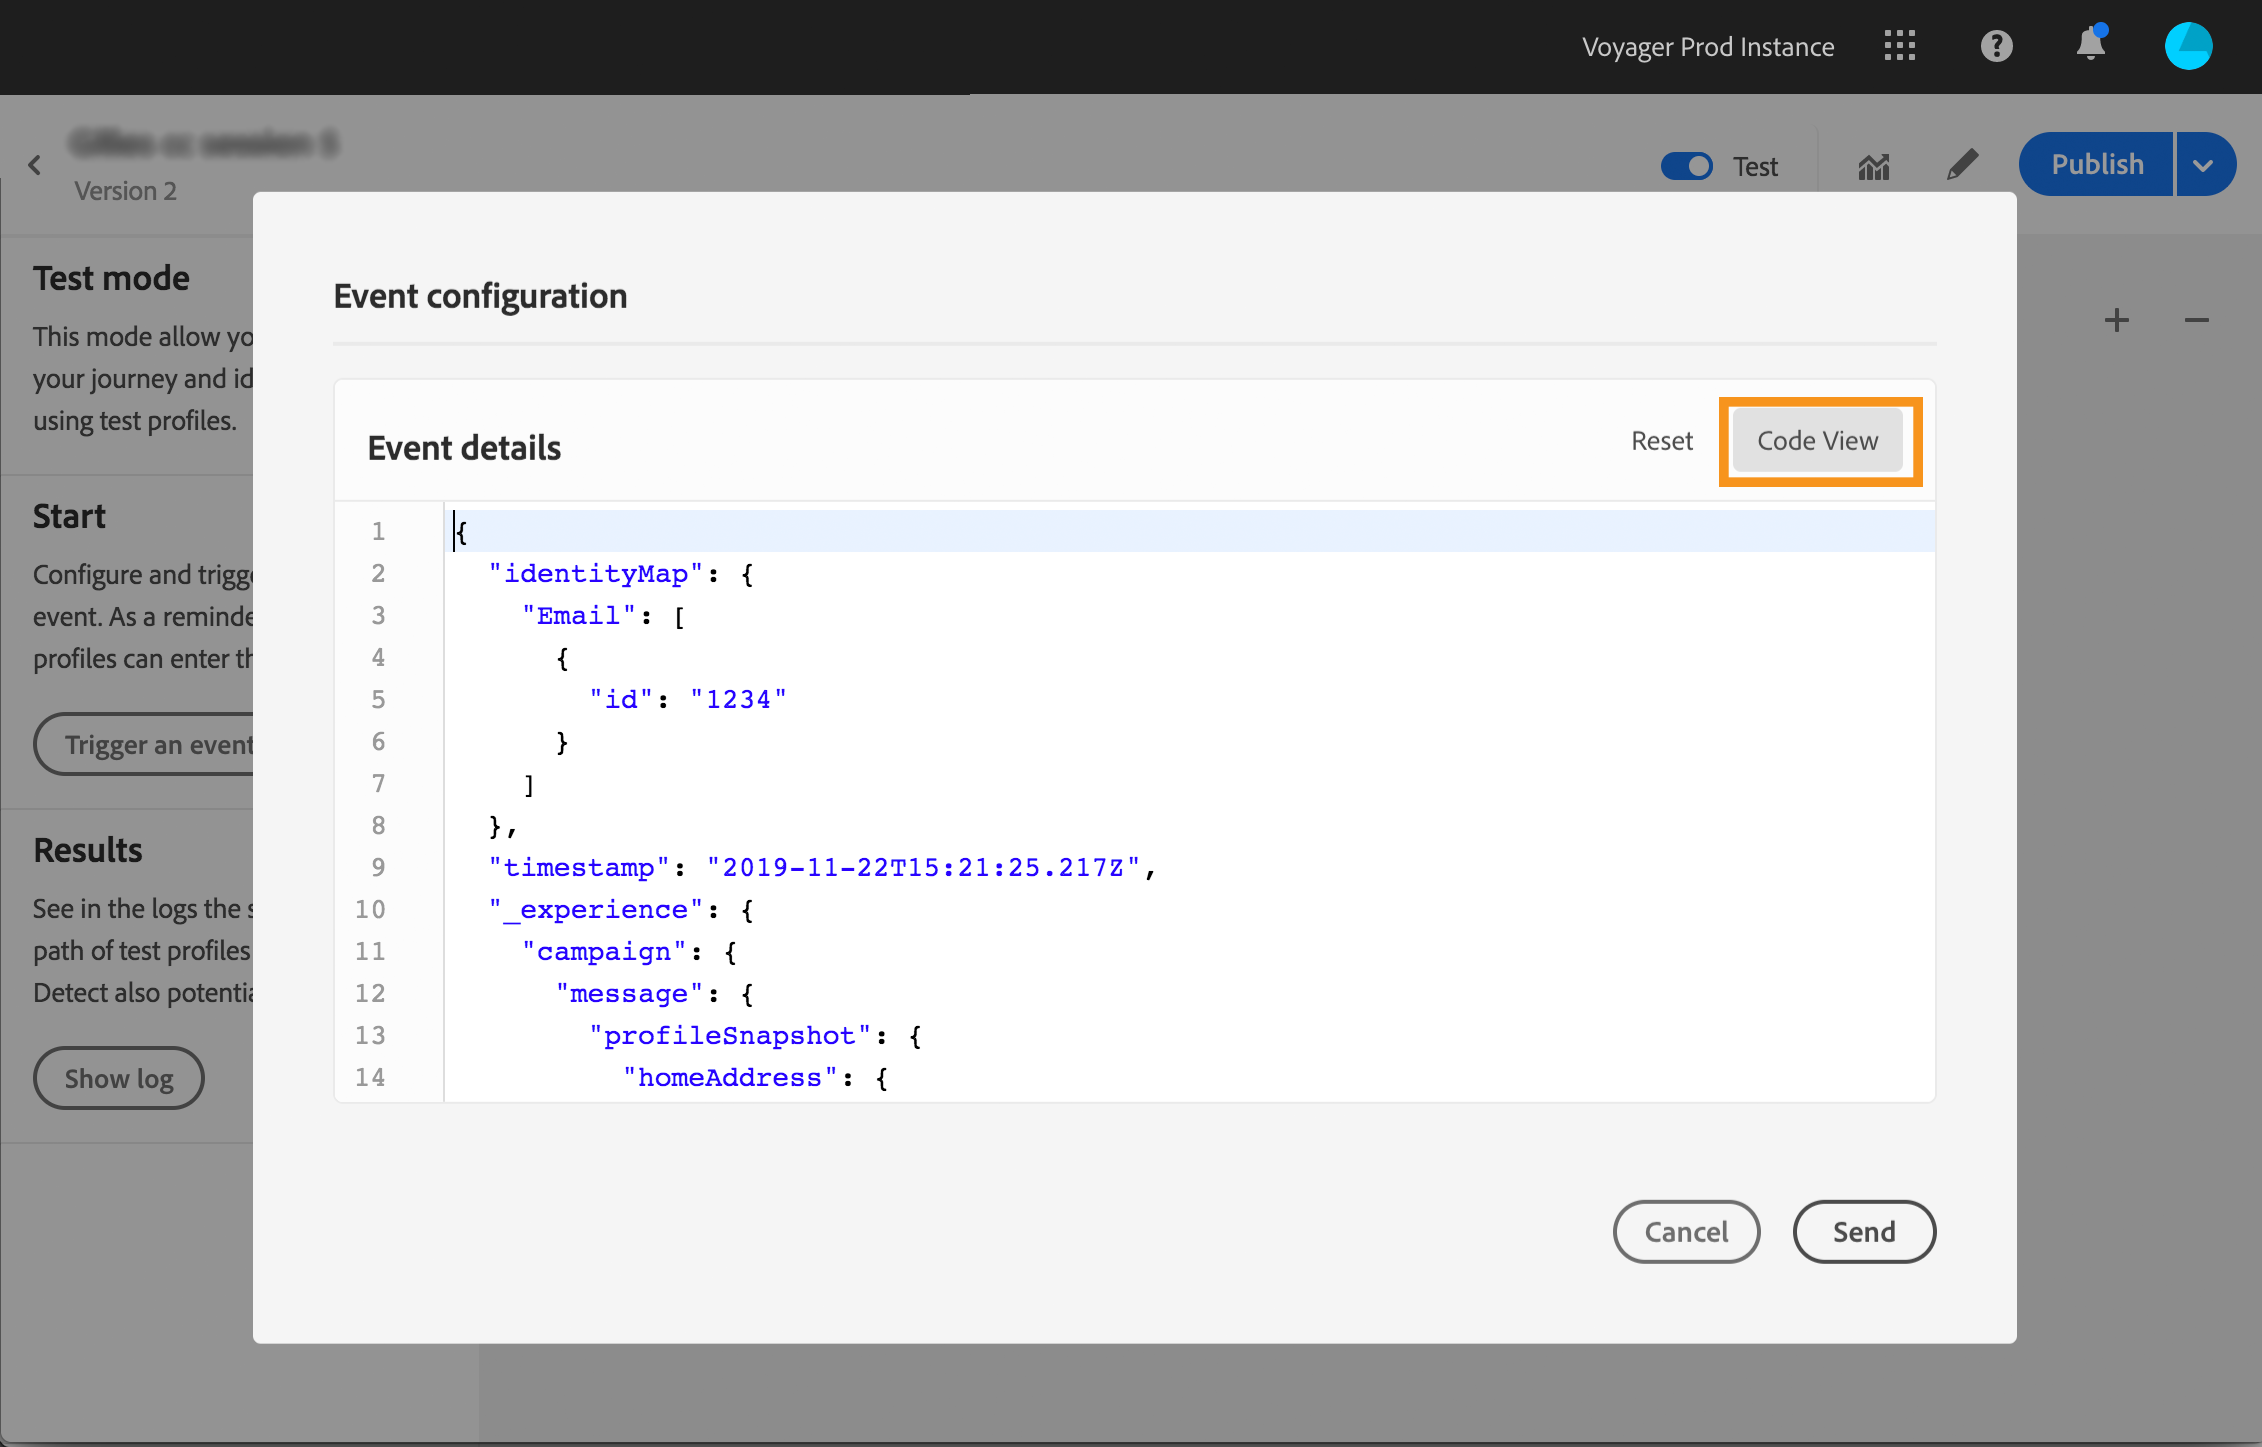 Voyager Prod Instance
Version 2
Test
Publish
Test mode
This mode allow yo
your journey and id
using test profiles.
Start
Configure and trigg
event. As a reminde
profiles can enter th
Trigger an event
Results
See in the logs the s
path of test profiles
Detect also potentia
Show log
Event configuration
Event details
Reset
Code View
1 {
2 "identityMap": {
3 "Email": [
4 {
5 "id": "1234"
6 }
7 ]
8 },
9 "timestamp": "2019-11-22T15:21:25.217Z",
10 "_experience": {
11 "campaign": {
12 "message": {
13 "profileSnapshot": {
14 "homeAddress": {
Cancel
Send